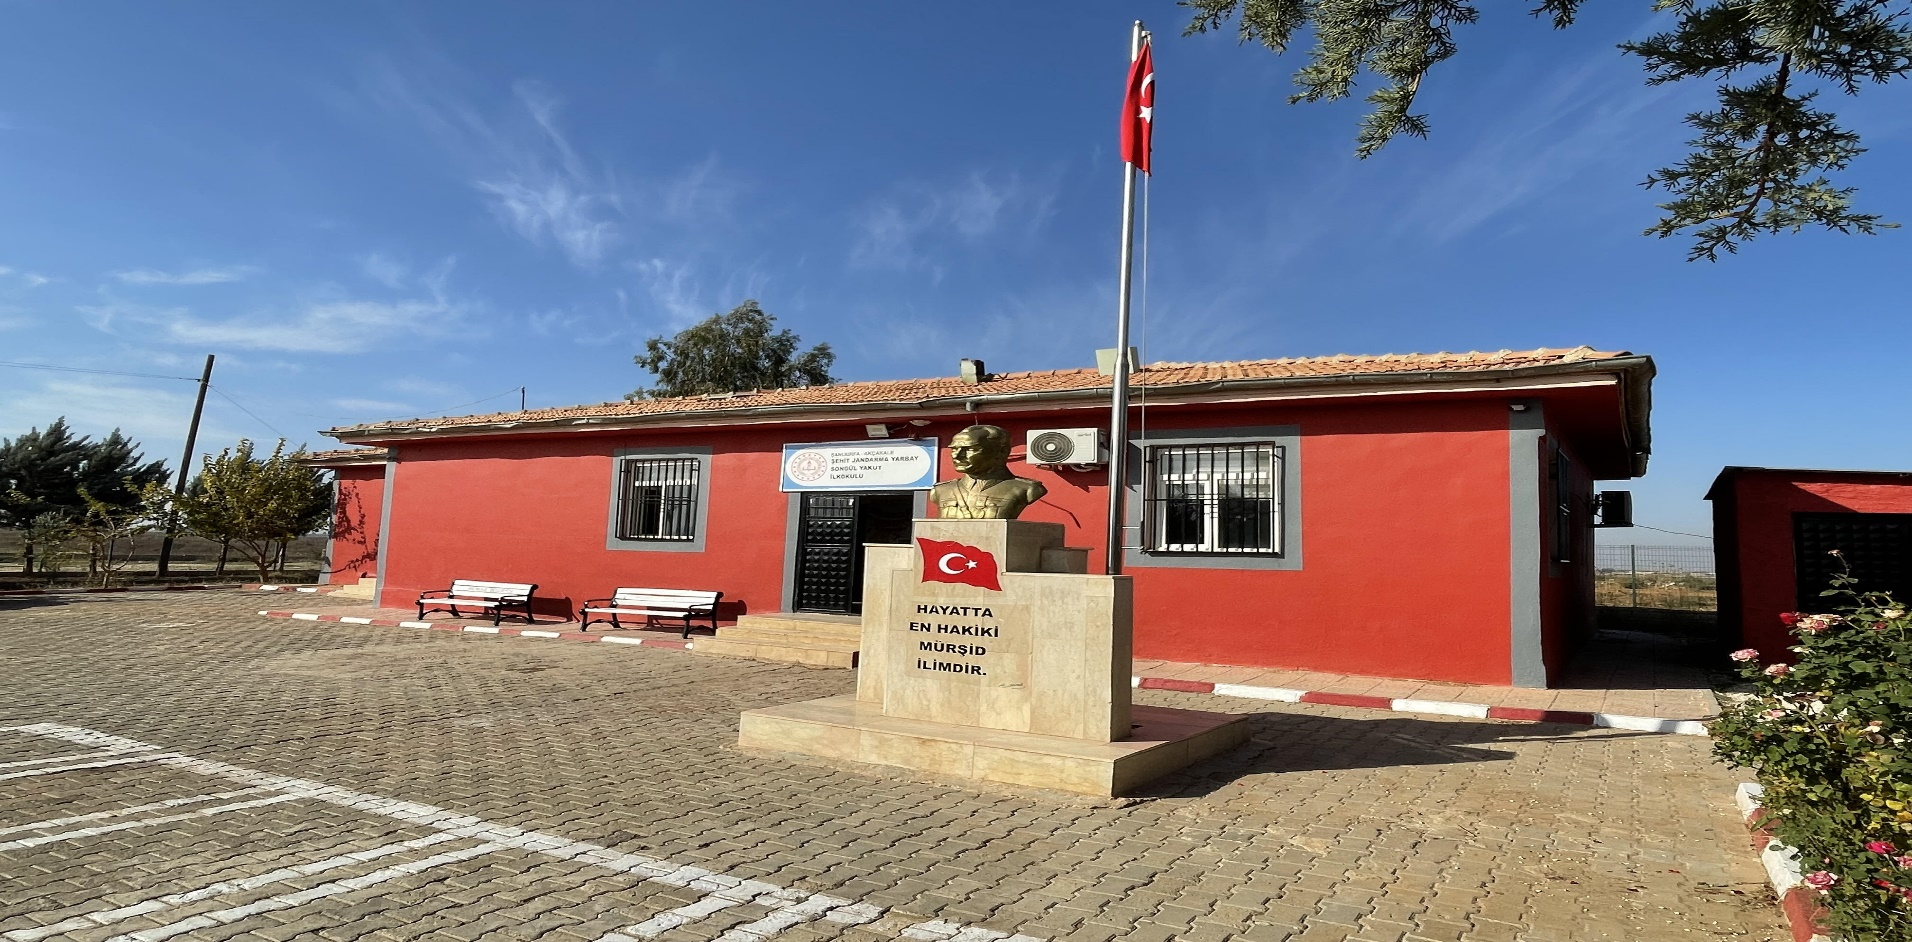 ŞANLIURFA - AKÇAKALE
ŞEHİT JANDARMA YARBAY
SONGÜL YAKUT
İLKOKULU
HAYATTA
EN HAKİKİ
MÜRŞİD
İLİMDİR.